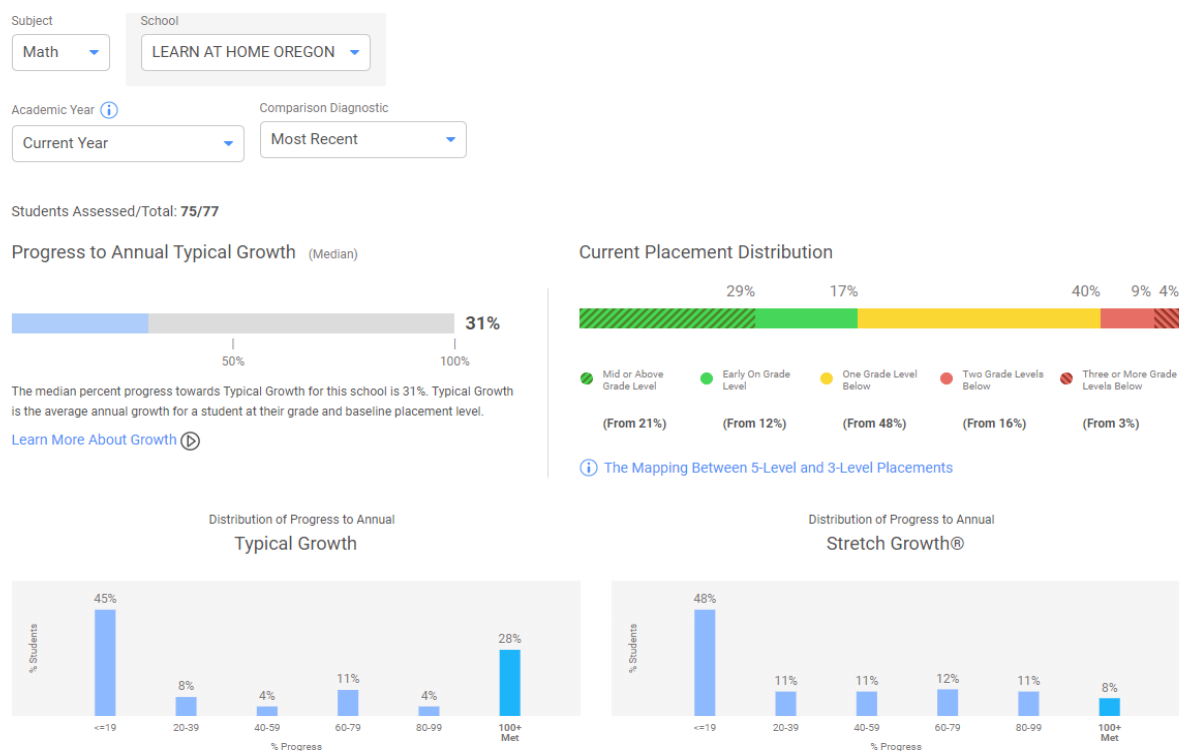 Subject
School
Math
LEARN AT HOME OREGON
Academic Year
Comparison Diagnostic
Current Year
Most Recent
Students Assessed/Total: 75/77
Progress to Annual Typical Growth (Median)
31%
50%
100%
The median percent progress towards Typical Growth for this school is 31%. Typical Growth
is the average annual growth for a student at their grade and baseline placement level.
Learn More About Growth
Current Placement Distribution
29% 17% 40% 9% 4%
Mid or Above
Grade Level
(From 21%)
Early On Grade
Level
(From 12%)
One Grade Level
Below
(From 48%)
Two Grade Levels
Below
(From 16%)
Three or More Grade
Levels Below
(From 3%)
The Mapping Between 5-Level and 3-Level Placements
Distribution of Progress to Annual
Typical Growth
% Students
45% 8% 4% 11% 4% 28%
<=19 20-39 40-59 60-79 80-99 100+
Met
% Progress
Distribution of Progress to Annual
Stretch Growth®
% Students
48% 11% 11% 12% 11% 8%
<=19 20-39 40-59 60-79 80-99 100+
Met
% Progress